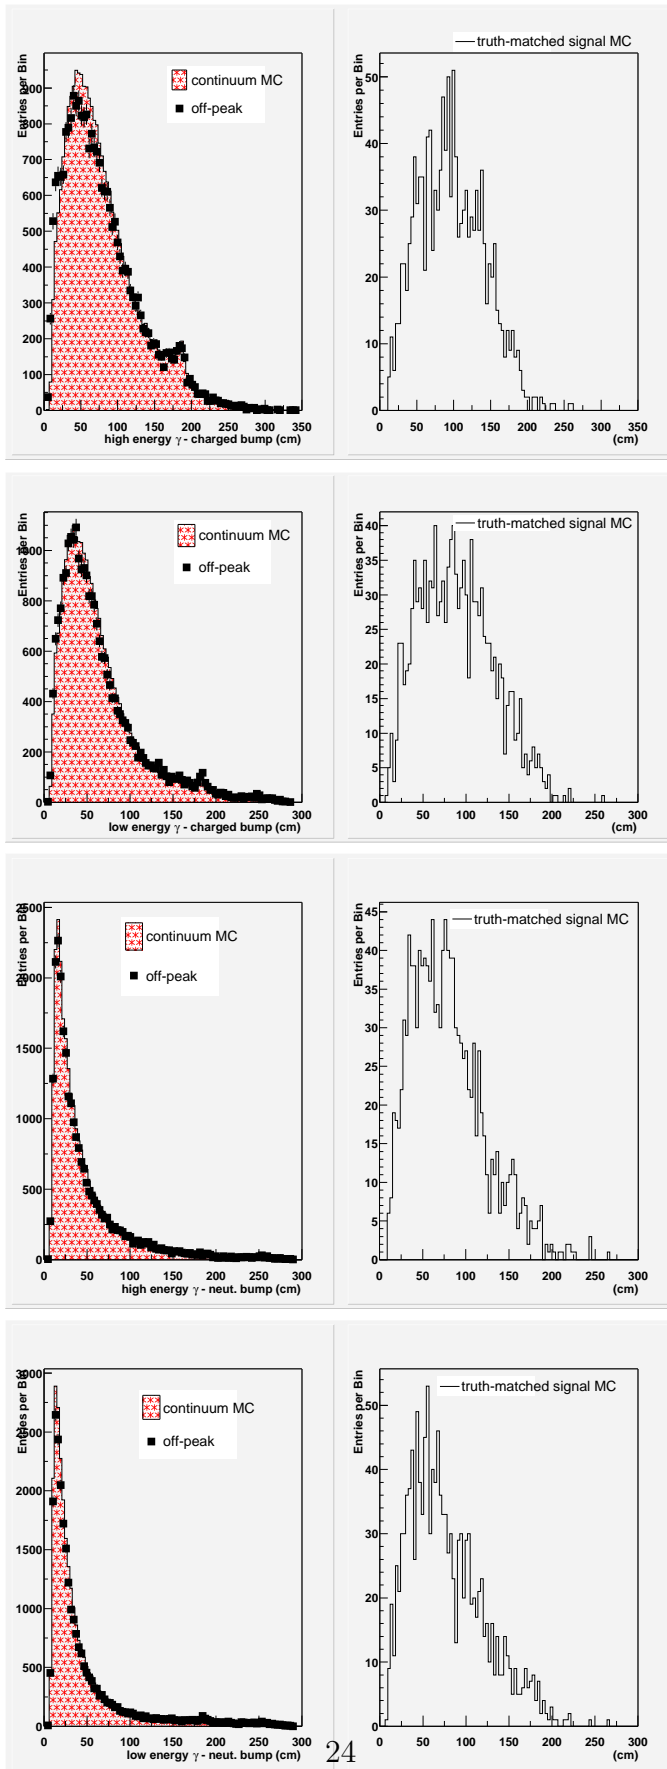 Entries per Bin
continuum MC
off-peak
900
800
700
600
500
400
300
200
100
0
0 50 100 150 200 250 300 350
high energy γ - charged bump (cm)
Entries per Bin
truth-matched signal MC
50
40
30
20
10
0
0 50 100 150 200 250 300 350
(cm)
Entries per Bin
continuum MC
off-peak
1000
800
600
400
200
0
0 50 100 150 200 250 300
low energy γ - charged bump (cm)
Entries per Bin
truth-matched signal MC
40
35
30
25
20
15
10
5
0
0 50 100 150 200 250 300
(cm)
Entries per Bin
continuum MC
off-peak
2500
2000
1500
1000
500
0
0 50 100 150 200 250 300
high energy γ - neut. bump (cm)
Entries per Bin
truth-matched signal MC
45
40
35
30
25
20
15
10
5
0
0 50 100 150 200 250 300
(cm)
Entries per Bin
continuum MC
off-peak
3000
2500
2000
1500
1000
500
0
0 50 100 150 200 250 300
low energy γ - neut. bump (cm)
Entries per Bin
truth-matched signal MC
50
40
30
20
10
0
0 50 100 150 200 250 300
(cm)
24